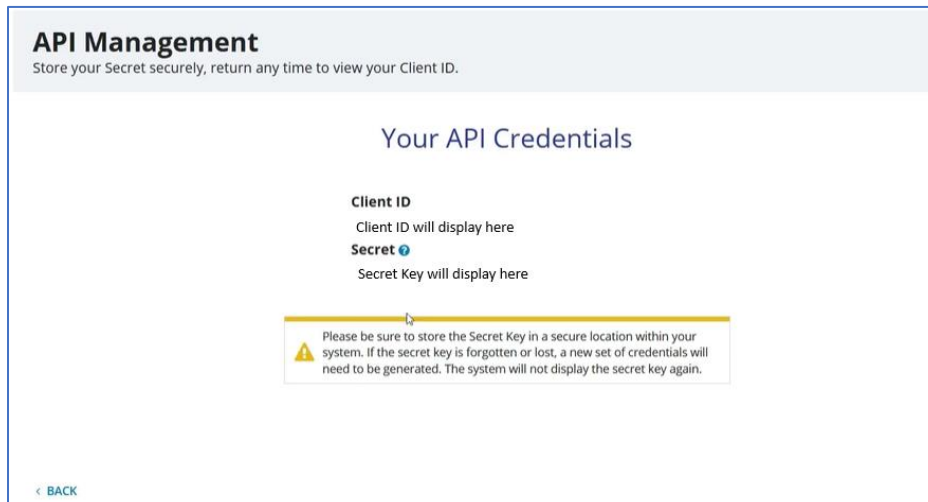 API Management
Store your Secret securely, return any time to view your Client ID.
Your API Credentials
Client ID
Client ID will display here
Secret ?
Secret Key will display here
Please be sure to store the Secret Key in a secure location within your
system. If the secret key is forgotten or lost, a new set of credentials will
need to be generated. The system will not display the secret key again.
< BACK